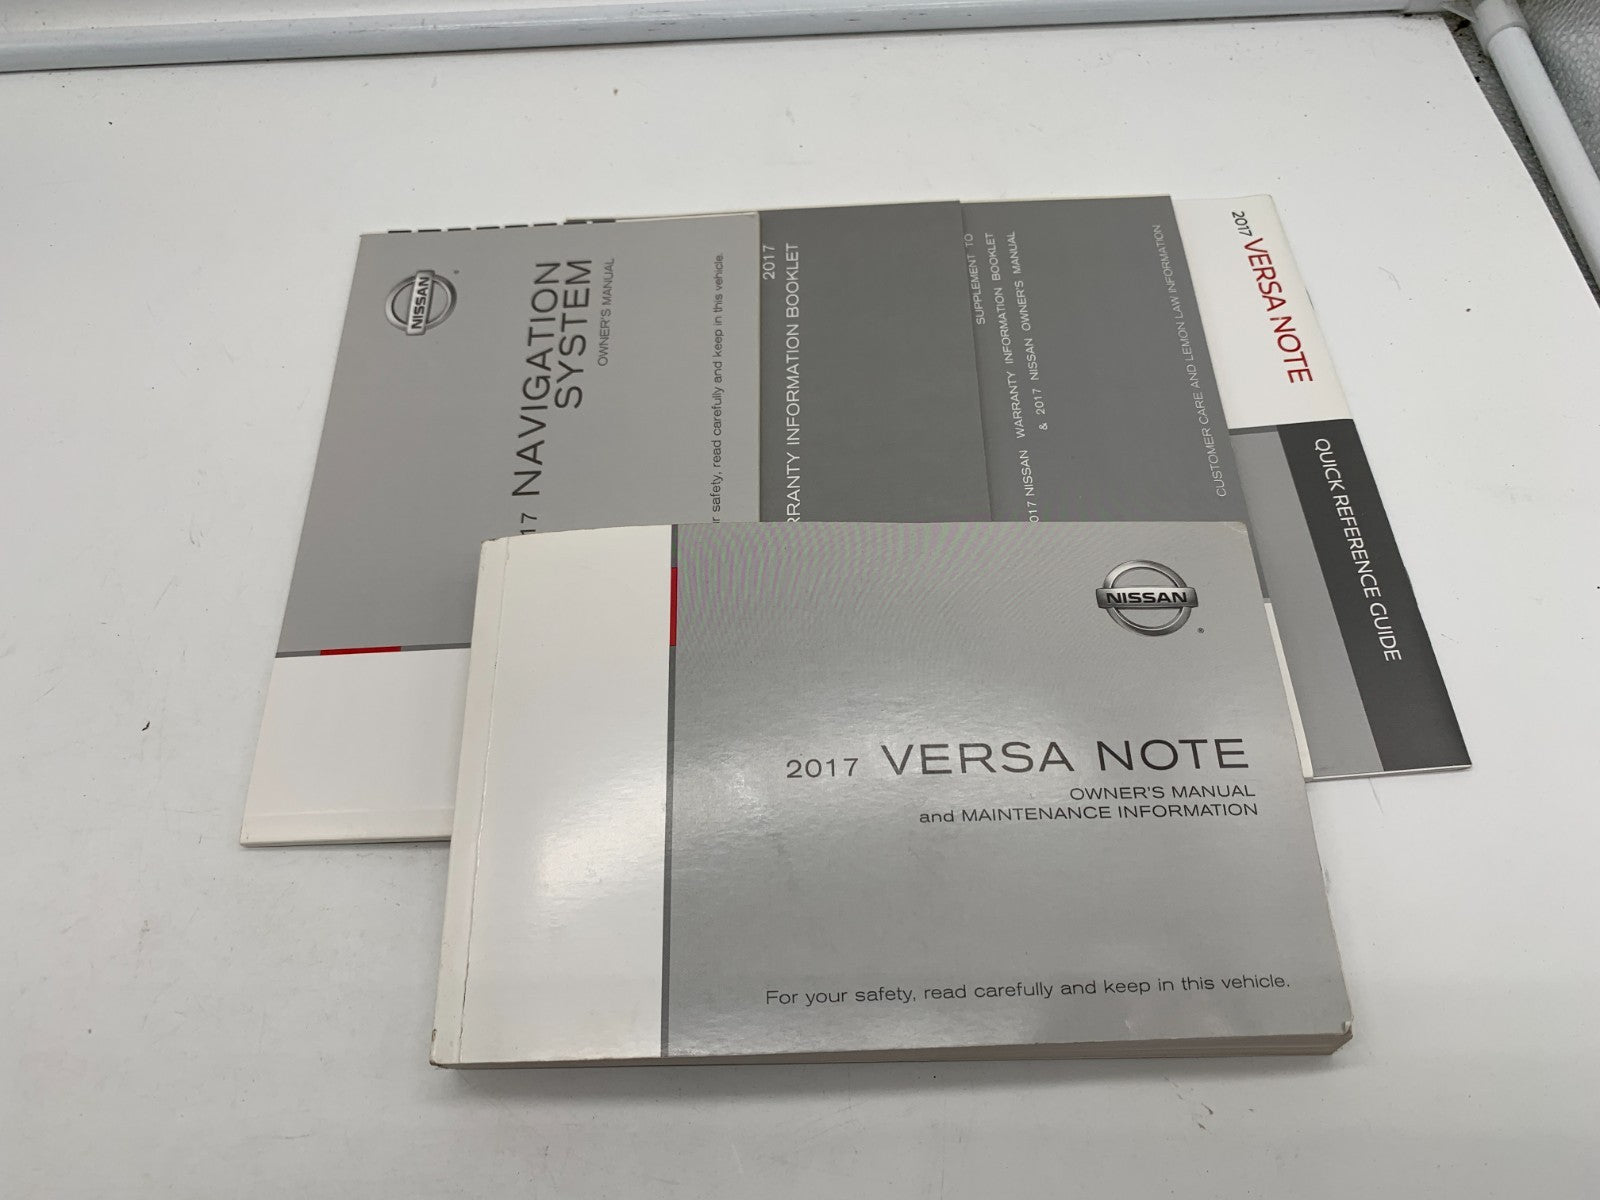 NISSAN
17 NAVIGATION
SYSTEM
OWNER'S MANUAL
safety, read carefully and keep in this vehicle.
2017
INFORMATION BOOKLET
SUPPLEMENT TO
NISSAN WARRANTY INFORMATION BOOKLET
& 2017 NISSAN OWNER'S MANUAL
CUSTOMER CARE AND LEMON LAW INFORMATION
2017 VERSA NOTE
QUICK REFERENCE GUIDE
NISSAN
2017 VERSA NOTE
OWNER'S MANUAL
and MAINTENANCE INFORMATION
For your safety, read carefully and keep in this vehicle.